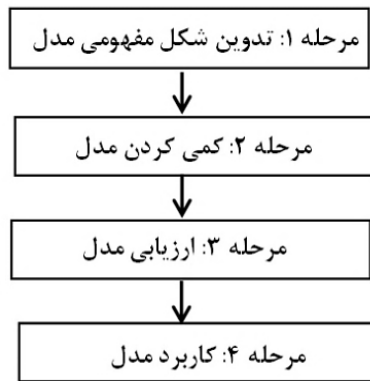 مرحله ۱: تدوین شکل مفهومی مدل
مرحله ۲: کمی کردن مدل
مرحله ۳: ارزیابی مدل
مرحله ۴: کاربرد مدل